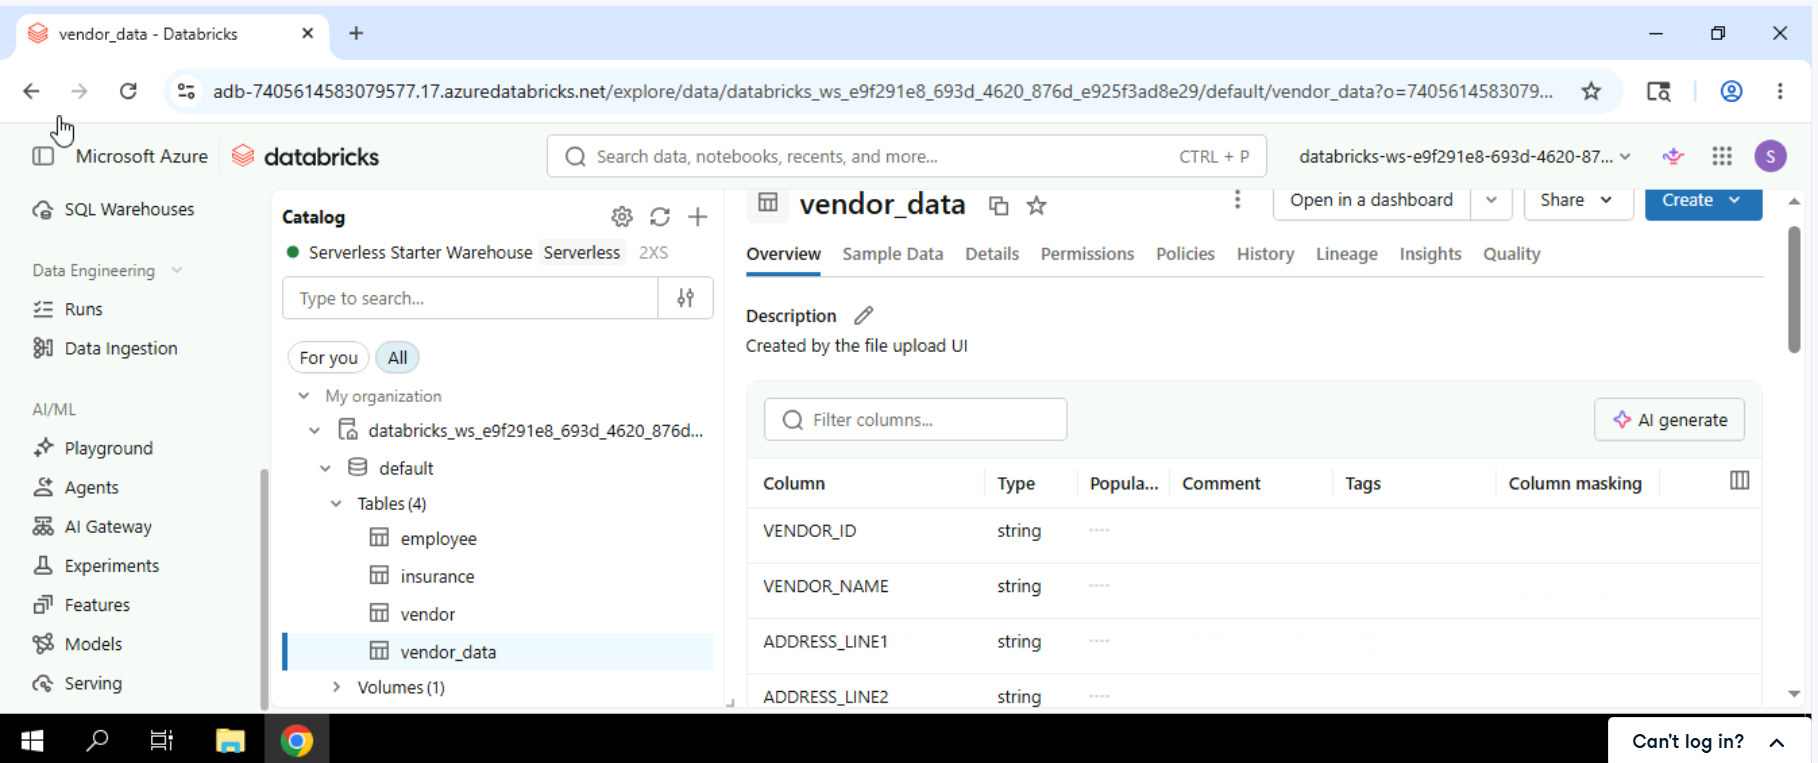 vendor_data - Databricks
adb-7405614583079577.17.azuredatabricks.net/explore/data/databricks_ws_e9f291e8_693d_4620_876d_e925f3ad8e29/default/vendor_data?o=7405614583079...
Microsoft Azure
databricks
Search data, notebooks, recents, and more...
CTRL + P
databricks-ws-e9f291e8-693d-4620-87...
S
SQL Warehouses
Data Engineering
Runs
Data Ingestion
AI/ML
Playground
Agents
AI Gateway
Experiments
Features
Models
Serving
Catalog
Serverless Starter Warehouse Serverless 2XS
Type to search...
For you All
My organization
databricks_ws_e9f291e8_693d_4620_876d...
default
Tables (4)
employee
insurance
vendor
vendor_data
Volumes (1)
vendor_data
Open in a dashboard
Share
Create
Overview Sample Data Details Permissions Policies History Lineage Insights Quality
Description
Created by the file upload UI
Filter columns...
AI generate
Column Type Popula... Comment Tags Column masking
VENDOR_ID string ----
VENDOR_NAME string ----
ADDRESS_LINE1 string ----
ADDRESS_LINE2 string ----
Can't log in?